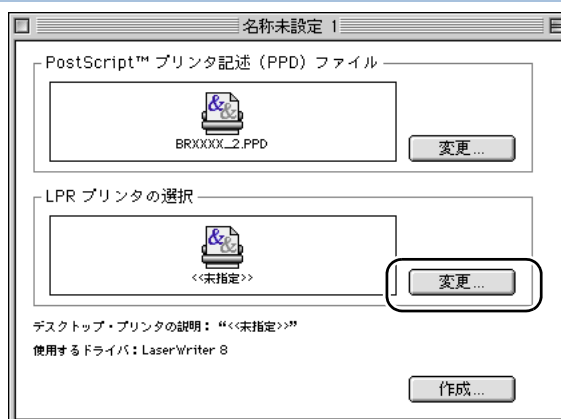 名称未設定 1
PostScript™ プリンタ記述（PPD）ファイル
BRXXXX_2.PPD
変更...
LPR プリンタの選択
<<未指定>>
変更...
デスクトップ・プリンタの説明：“<<未指定>>”
使用するドライバ：LaserWriter 8
作成...